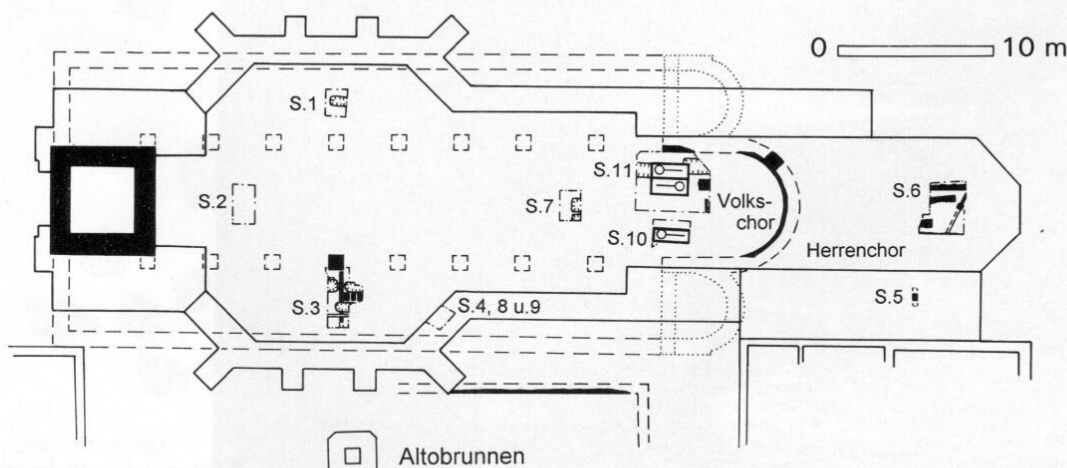 0 10 m
S.1
S.11
S.2
S.7
Volks-
chor
S.6
S.10
Herrenchor
S.3
S.4, 8 u.9
S.5
Altobrunnen